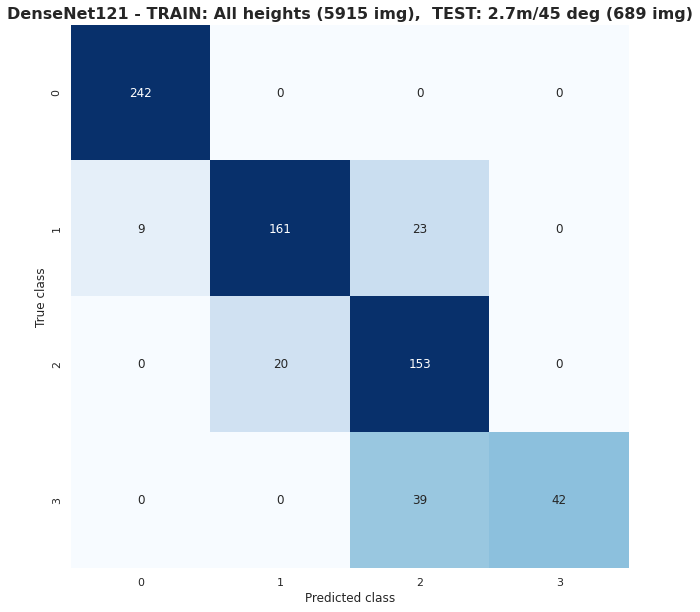 DenseNet121 - TRAIN: All heights (5915 img),  TEST: 2.7m/45 deg (689 img)
True class
0 242 0 0 0
1 9 161 23 0
2 0 20 153 0
3 0 0 39 42
0 1 2 3
Predicted class